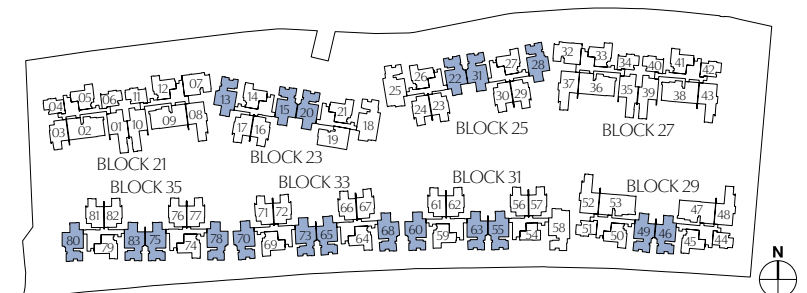 32 33 34 40 41 42
25 26 22 31 27 28
37 36 35 39 38 43
04 05 06 11 12 07
13 14 15 20 21 18
24 23 30 29
03 02 01 10 09 08
17 16 19
BLOCK 21
BLOCK 23
BLOCK 25
BLOCK 27
BLOCK 35
BLOCK 33
BLOCK 31
BLOCK 29
81 82 76 77 71 72 66 67 61 62 56 57 52 53 47 48
80 79 83 75 74 78 70 69 73 65 64 68 60 59 63 55 54 58 51 50 49 46 45 44
N